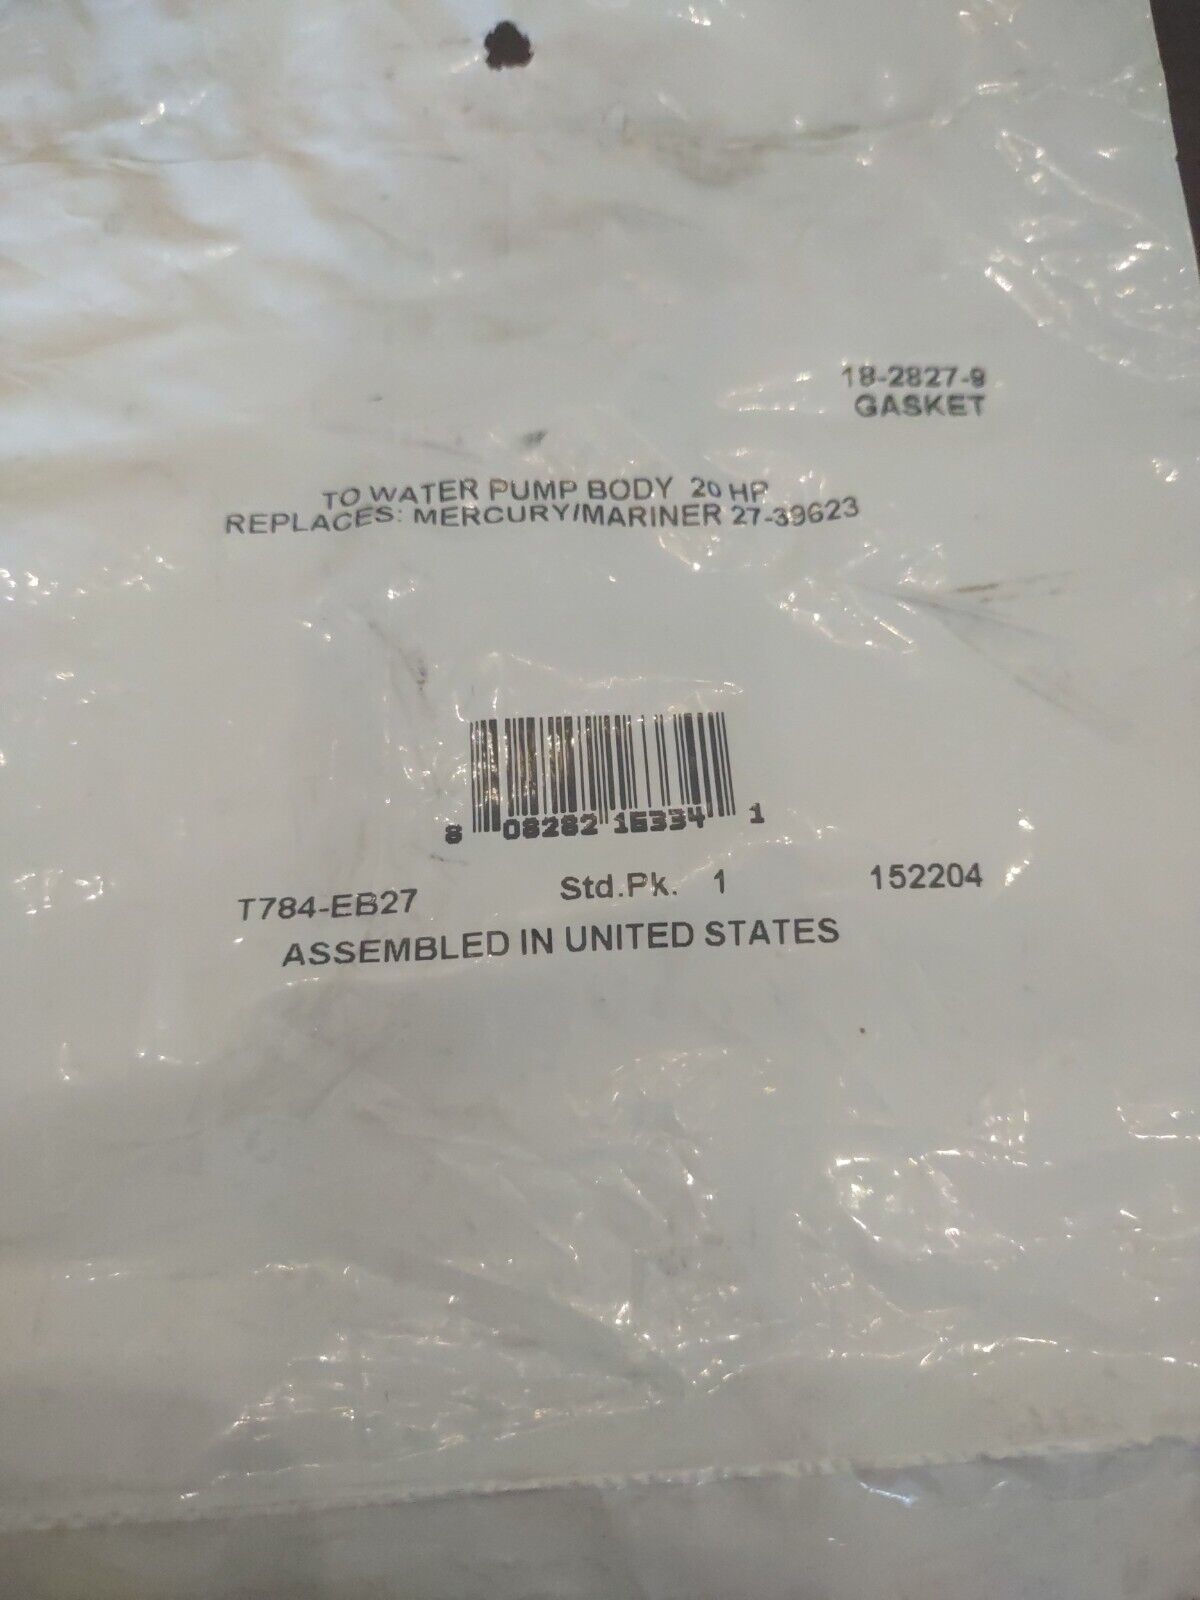 18-2827-9
GASKET
TO WATER PUMP BODY 20 HP
REPLACES: MERCURY/MARINER 27-39623
8 08282 16334 1
T784-EB27 Std.Pk. 1 152204
ASSEMBLED IN UNITED STATES